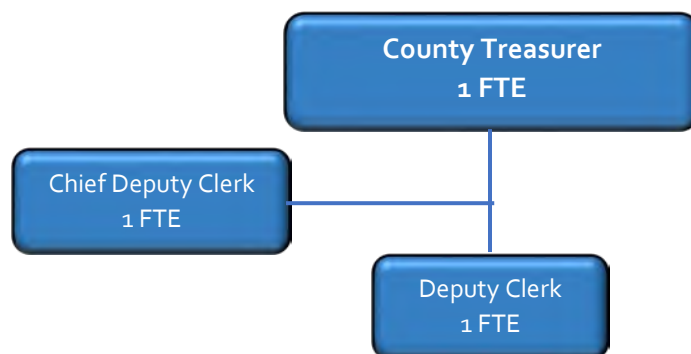 County Treasurer
1 FTE
Chief Deputy Clerk
1 FTE
Deputy Clerk
1 FTE